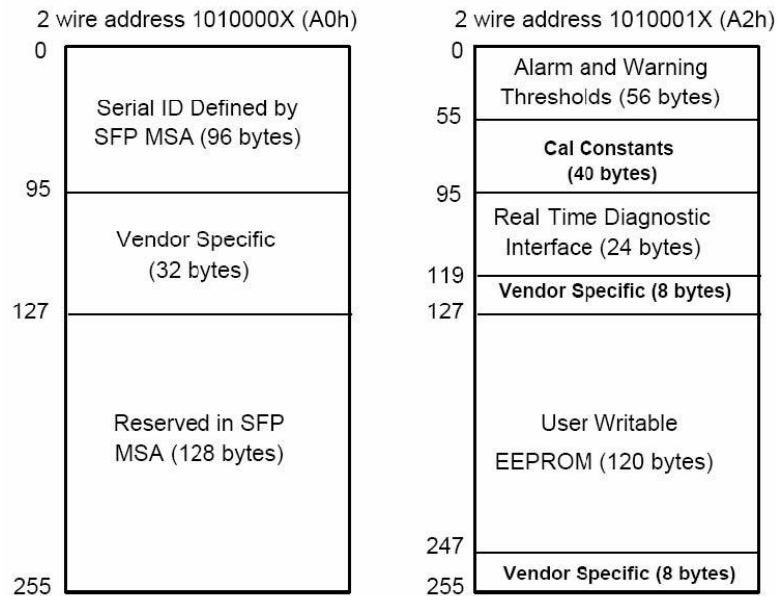 2 wire address 1010000X (A0h)
0
Serial ID Defined by
SFP MSA (96 bytes)
95
Vendor Specific
(32 bytes)
127
Reserved in SFP
MSA (128 bytes)
255
2 wire address 1010001X (A2h)
0
Alarm and Warning
Thresholds (56 bytes)
55
Cal Constants
(40 bytes)
95
Real Time Diagnostic
Interface (24 bytes)
119
Vendor Specific (8 bytes)
127
User Writable
EEPROM (120 bytes)
247
Vendor Specific (8 bytes)
255